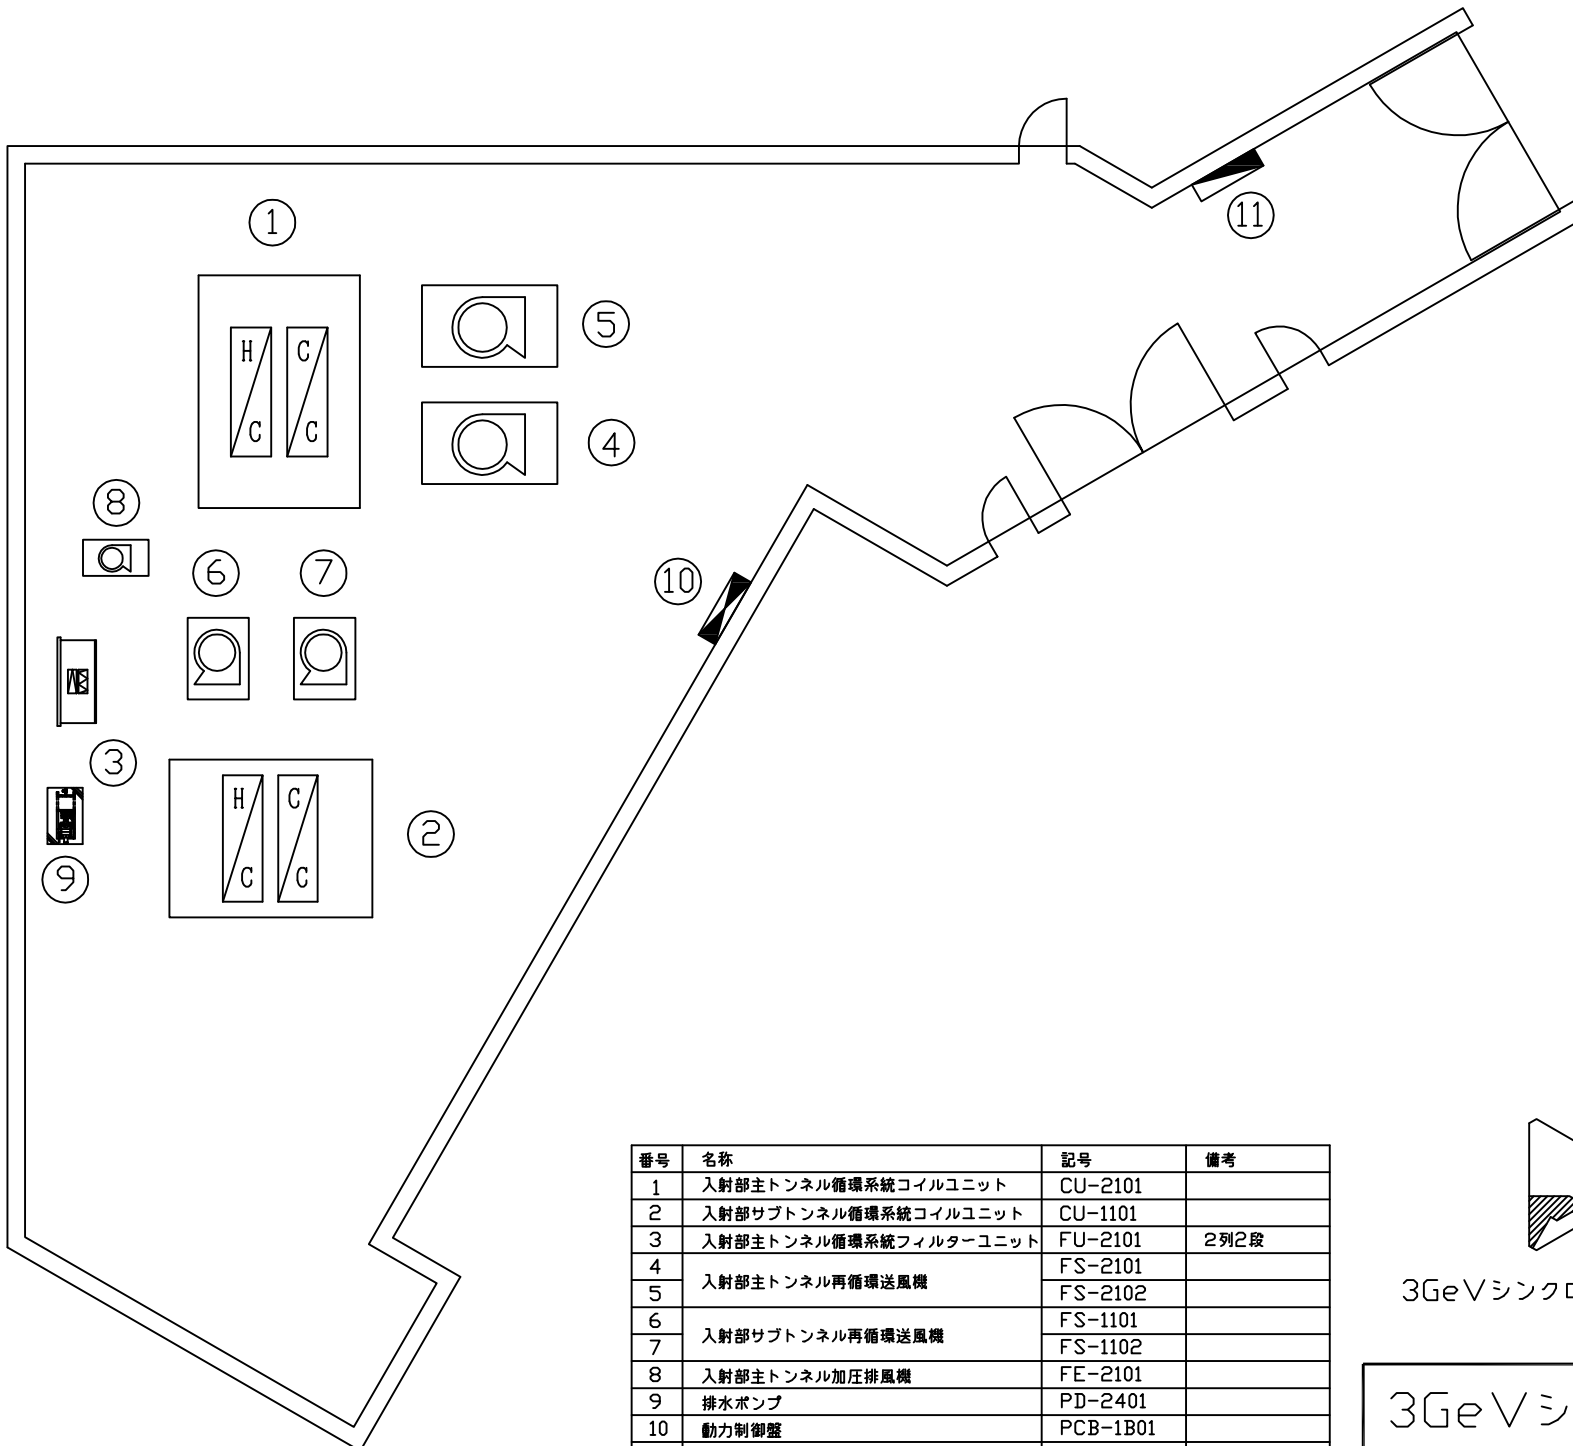 1
11
5
H C
C C
4
8
6
7
10
3
H C
C C
2
9
番号 名称 記号 備考
1 入射部主トンネル循環系統コイルユニット CU-2101
2 入射部サブトンネル循環系統コイルユニット CU-1101
3 入射部主トンネル循環系統フィルターユニット FU-2101 2列2段
4 入射部主トンネル再循環送風機 FS-2101
5 FS-2102
6 入射部サブトンネル再循環送風機 FS-1101
7 FS-1102
8 入射部主トンネル加圧排風機 FE-2101
9 排水ポンプ PD-2401
10 動力制御盤 PCB-1B01
3GeVシンクロ
3GeVシ